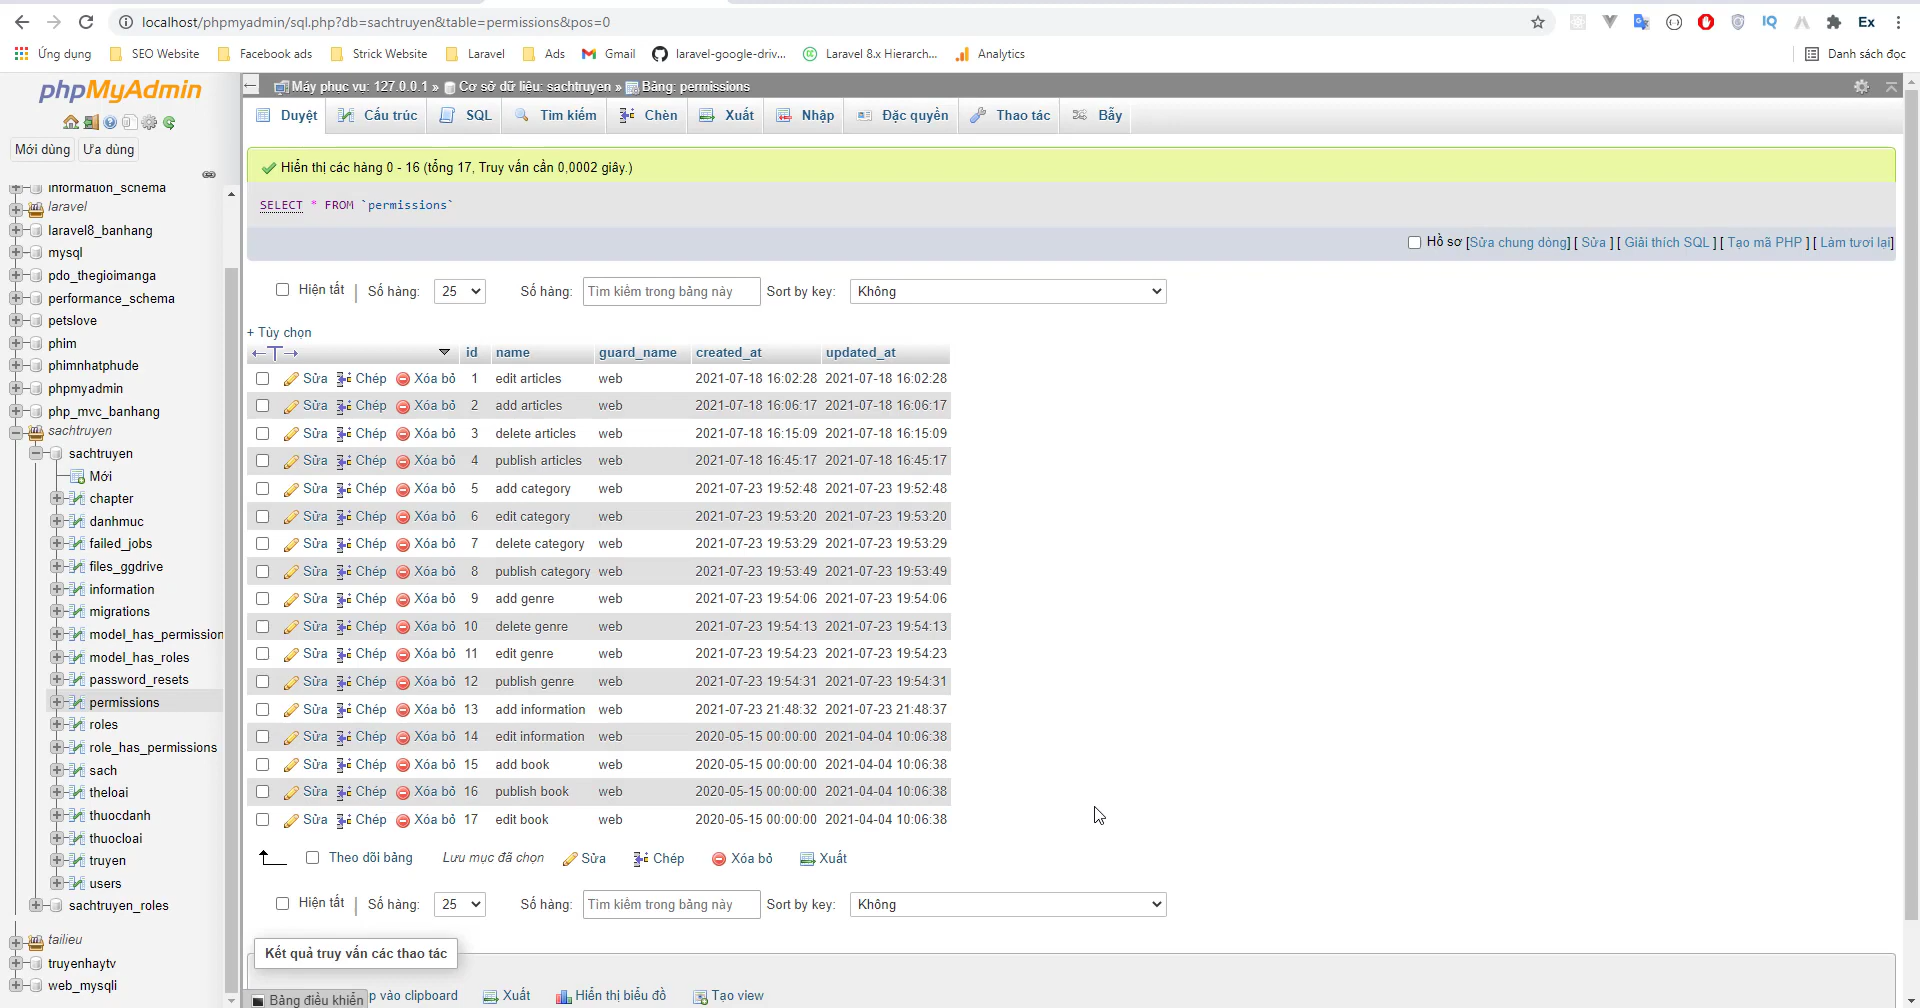 localhost/phpmyadmin/sql.php?db=sachtruyen&table=permissions&pos=0
IQ Ex
Ứng dụng SEO Website Facebook ads Strick Website Laravel Ads Gmail laravel-google-driv... Laravel 8.x Hierarch... Analytics Danh sách đọc
phpMyAdmin
Mới dùng Ưa dùng
information_schema
laravel
laravel8_banhang
mysql
pdo_thegioimanga
performance_schema
petslove
phim
phimnhatphude
phpmyadmin
php_mvc_banhang
sachtruyen
sachtruyen
Mới
chapter
danhmuc
failed_jobs
files_ggdrive
information
migrations
model_has_permission
model_has_roles
password_resets
permissions
roles
role_has_permissions
sach
theloai
thuocdanh
thuocloai
truyen
users
sachtruyen_roles
tailieu
truyenhaytv
web_mysqli
Máy phục vụ: 127.0.0.1 » Cơ sở dữ liệu: sachtruyen » Bảng: permissions
Duyệt Cấu trúc SQL Tìm kiếm Chèn Xuất Nhập Đặc quyền Thao tác Bẫy
Hiển thị các hàng 0 - 16 (tổng 17, Truy vấn cần 0,0002 giây.)
SELECT * FROM `permissions`
Hồ sơ [Sửa chung dòng] [ Sửa ] [ Giải thích SQL ] [ Tạo mã PHP ] [ Làm tươi lại]
Hiện tất | Số hàng: 25 Số hàng: Tìm kiếm trong bảng này Sort by key: Không
+ Tùy chọn
←T→ id name guard_name created_at updated_at
Sửa Chép Xóa bỏ 1 edit articles web 2021-07-18 16:02:28 2021-07-18 16:02:28
Sửa Chép Xóa bỏ 2 add articles web 2021-07-18 16:06:17 2021-07-18 16:06:17
Sửa Chép Xóa bỏ 3 delete articles web 2021-07-18 16:15:09 2021-07-18 16:15:09
Sửa Chép Xóa bỏ 4 publish articles web 2021-07-18 16:45:17 2021-07-18 16:45:17
Sửa Chép Xóa bỏ 5 add category web 2021-07-23 19:52:48 2021-07-23 19:52:48
Sửa Chép Xóa bỏ 6 edit category web 2021-07-23 19:53:20 2021-07-23 19:53:20
Sửa Chép Xóa bỏ 7 delete category web 2021-07-23 19:53:29 2021-07-23 19:53:29
Sửa Chép Xóa bỏ 8 publish category web 2021-07-23 19:53:49 2021-07-23 19:53:49
Sửa Chép Xóa bỏ 9 add genre web 2021-07-23 19:54:06 2021-07-23 19:54:06
Sửa Chép Xóa bỏ 10 delete genre web 2021-07-23 19:54:13 2021-07-23 19:54:13
Sửa Chép Xóa bỏ 11 edit genre web 2021-07-23 19:54:23 2021-07-23 19:54:23
Sửa Chép Xóa bỏ 12 publish genre web 2021-07-23 19:54:31 2021-07-23 19:54:31
Sửa Chép Xóa bỏ 13 add information web 2021-07-23 21:48:32 2021-07-23 21:48:37
Sửa Chép Xóa bỏ 14 edit information web 2020-05-15 00:00:00 2021-04-04 10:06:38
Sửa Chép Xóa bỏ 15 add book web 2020-05-15 00:00:00 2021-04-04 10:06:38
Sửa Chép Xóa bỏ 16 publish book web 2020-05-15 00:00:00 2021-04-04 10:06:38
Sửa Chép Xóa bỏ 17 edit book web 2020-05-15 00:00:00 2021-04-04 10:06:38
Theo dõi bảng Lưu mục đã chọn Sửa Chép Xóa bỏ Xuất
Hiện tất | Số hàng: 25 Số hàng: Tìm kiếm trong bảng này Sort by key: Không
Kết quả truy vấn các thao tác
Bảng điều khiển p vào clipboard Xuất Hiển thị biểu đồ Tạo view